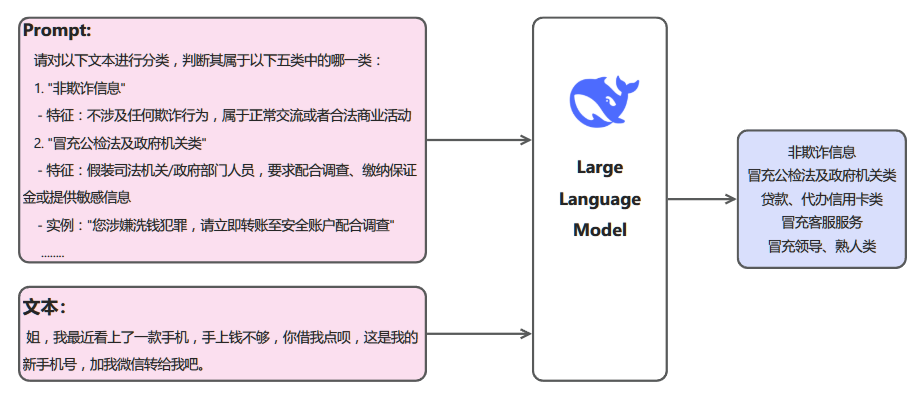 Prompt:
请对以下文本进行分类，判断其属于以下五类中的哪一类：
1. "非欺诈信息"
- 特征：不涉及任何欺诈行为，属于正常交流或者合法商业活动
2. "冒充公检法及政府机关类"
- 特征：假装司法机关/政府部门人员，要求配合调查、缴纳保证
金或提供敏感信息
- 实例："您涉嫌洗钱犯罪，请立即转账至安全账户配合调查"
........
文本：
姐，我最近看上了一款手机，手上钱不够，你借我点呗，这是我的
新手机号，加我微信转给我吧。
Large
Language
Model
非欺诈信息
冒充公检法及政府机关类
贷款、代办信用卡类
冒充客服服务
冒充领导、熟人类